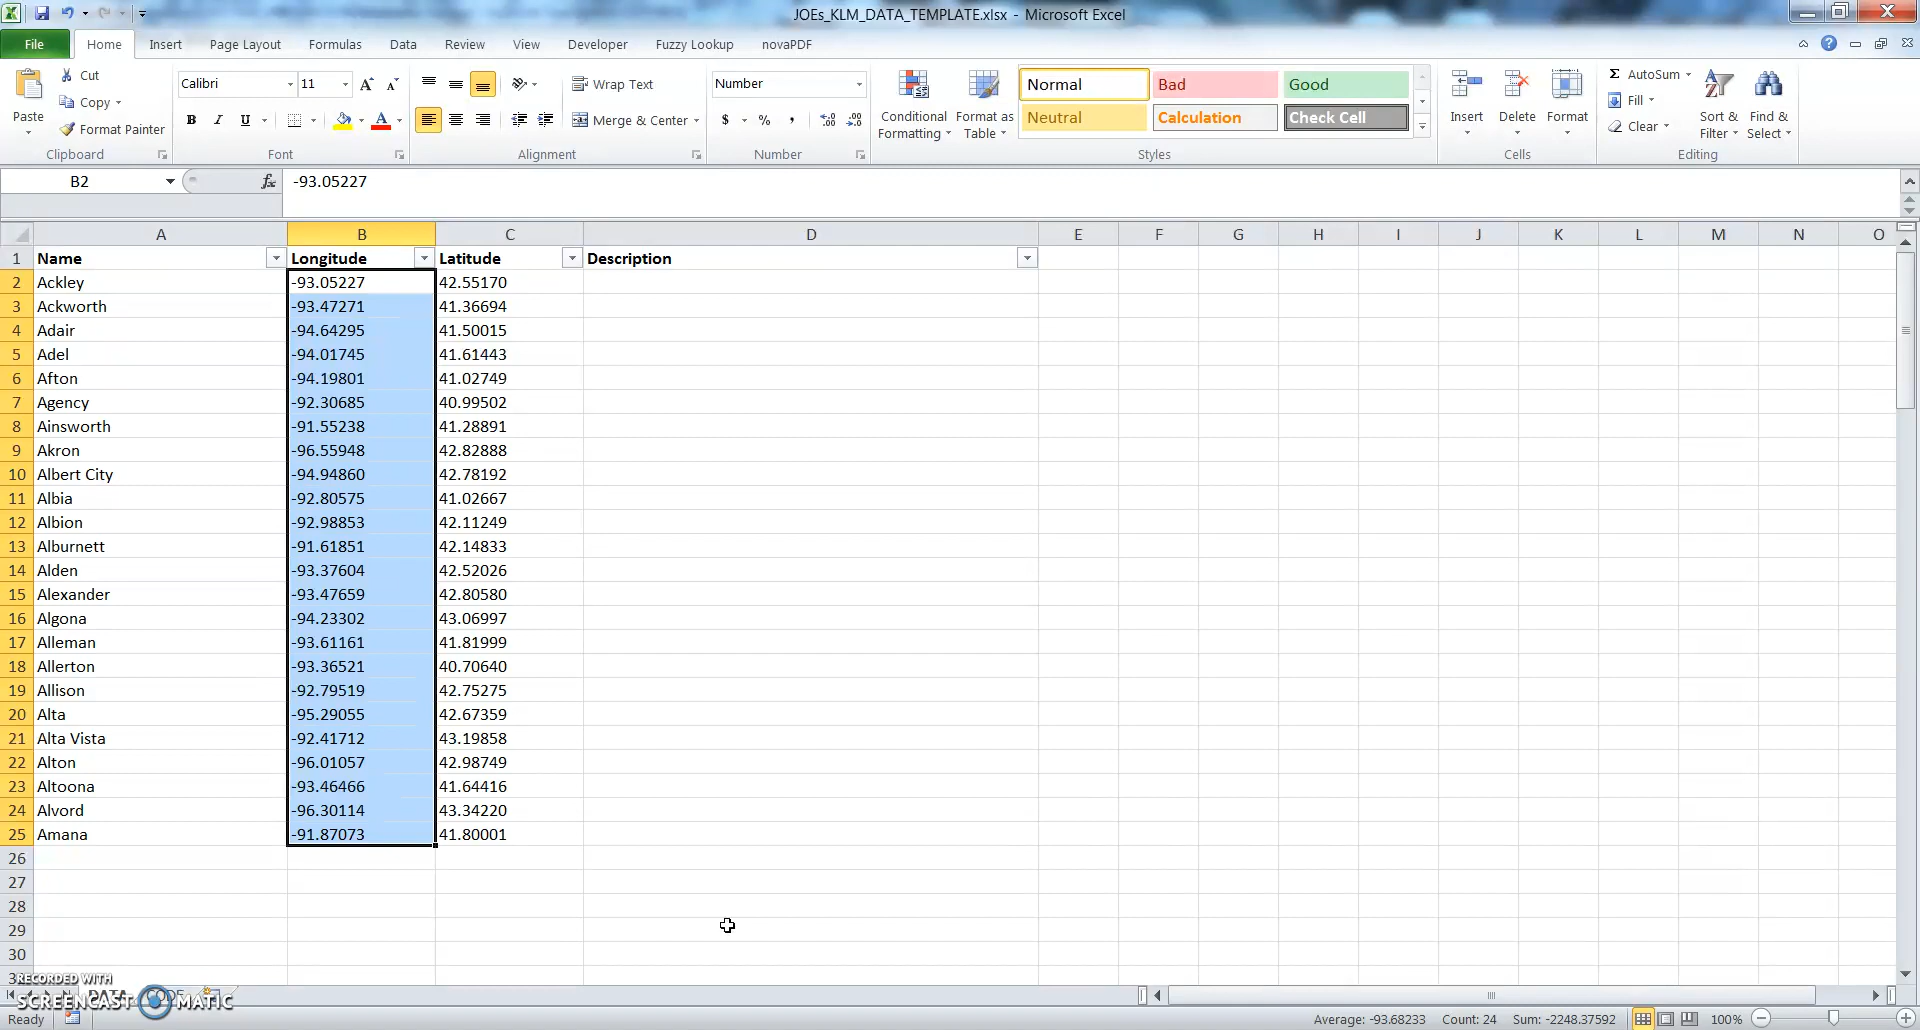 JOEs_KLM_DATA_TEMPLATE.xlsx - Microsoft Excel
File Home Insert Page Layout Formulas Data Review View Developer Fuzzy Lookup novaPDF
Paste Cut Copy Format Painter
Calibri 11 Wrap Text Merge & Center Number
B I U
Conditional Formatting Format as Table
Normal Bad Good
Neutral Calculation Check Cell
Insert Delete Format
AutoSum Fill Clear
Sort & Filter Find & Select
Clipboard Font Alignment Number Styles Cells Editing
B2 fx -93.05227
A B C D E F G H I J K L M N O
1 Name Longitude Latitude Description
2 Ackley -93.05227 42.55170
3 Ackworth -93.47271 41.36694
4 Adair -94.64295 41.50015
5 Adel -94.01745 41.61443
6 Afton -94.19801 41.02749
7 Agency -92.30685 40.99502
8 Ainsworth -91.55238 41.28891
9 Akron -96.55948 42.82888
10 Albert City -94.94860 42.78192
11 Albia -92.80575 41.02667
12 Albion -92.98853 42.11249
13 Alburnett -91.61851 42.14833
14 Alden -93.37604 42.52026
15 Alexander -93.47659 42.80580
16 Algona -94.23302 43.06997
17 Alleman -93.61161 41.81999
18 Allerton -93.36521 40.70640
19 Allison -92.79519 42.75275
20 Alta -95.29055 42.67359
21 Alta Vista -92.41712 43.19858
22 Alton -96.01057 42.98749
23 Altoona -93.46466 41.64416
24 Alvord -96.30114 43.34220
25 Amana -91.87073 41.80001
26
27
28
29
30
RECORDED WITH
SCREENCAST MATIC
DATA CODE
Ready Average: -93.68233 Count: 24 Sum: -2248.37592 100%